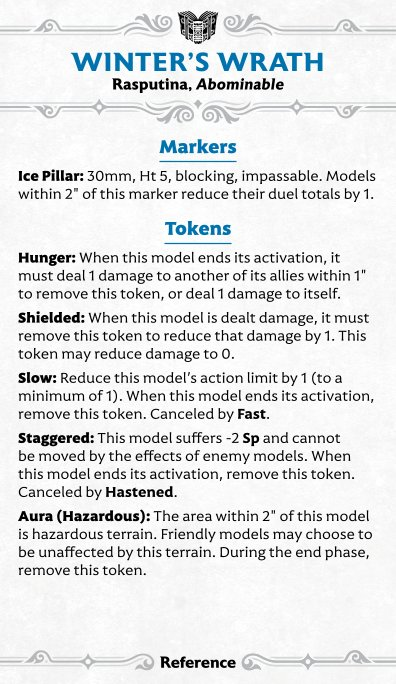 WINTER'S WRATH
Rasputina, Abominable
Markers
Ice Pillar: 30mm, Ht 5, blocking, impassable. Models
within 2" of this marker reduce their duel totals by 1.
Tokens
Hunger: When this model ends its activation, it
must deal 1 damage to another of its allies within 1"
to remove this token, or deal 1 damage to itself.
Shielded: When this model is dealt damage, it must
remove this token to reduce that damage by 1. This
token may reduce damage to 0.
Slow: Reduce this model's action limit by 1 (to a
minimum of 1). When this model ends its activation,
remove this token. Canceled by Fast.
Staggered: This model suffers -2 Sp and cannot
be moved by the effects of enemy models. When
this model ends its activation, remove this token.
Canceled by Hastened.
Aura (Hazardous): The area within 2" of this model
is hazardous terrain. Friendly models may choose to
be unaffected by this terrain. During the end phase,
remove this token.
Reference